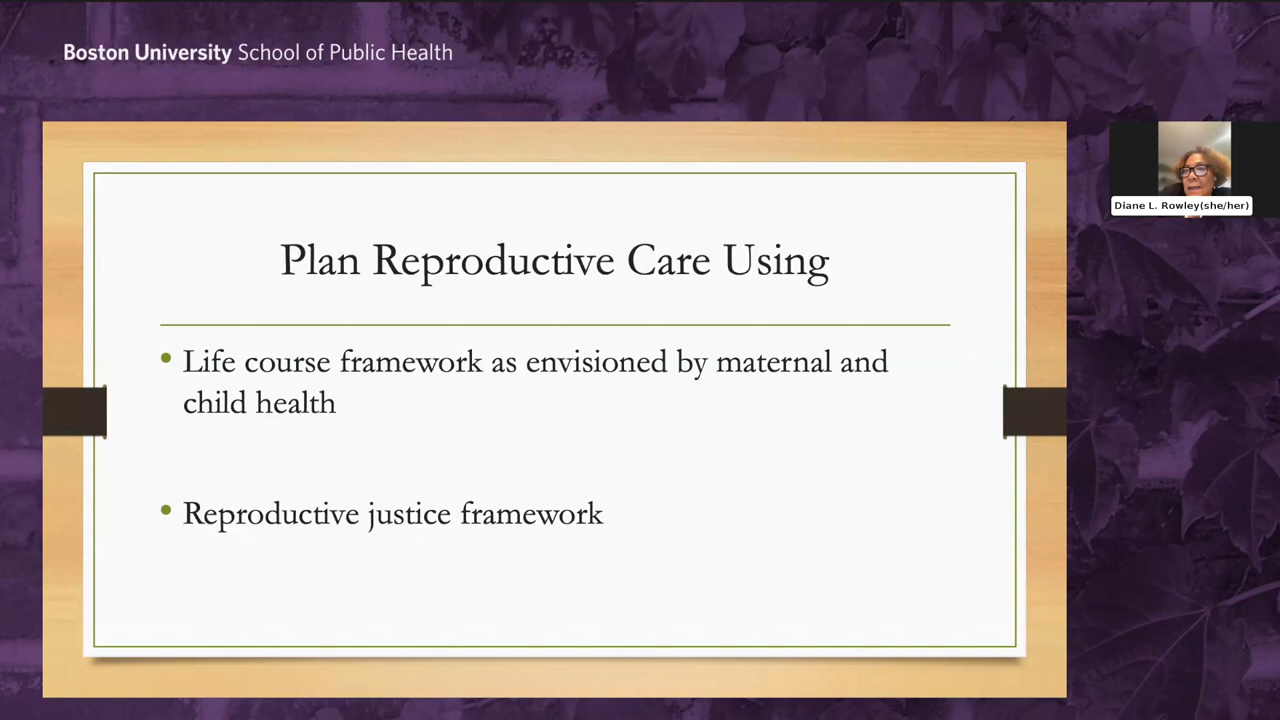 Boston University School of Public Health
Diane L. Rowley(she/her)
Plan Reproductive Care Using
• Life course framework as envisioned by maternal and
child health
• Reproductive justice framework